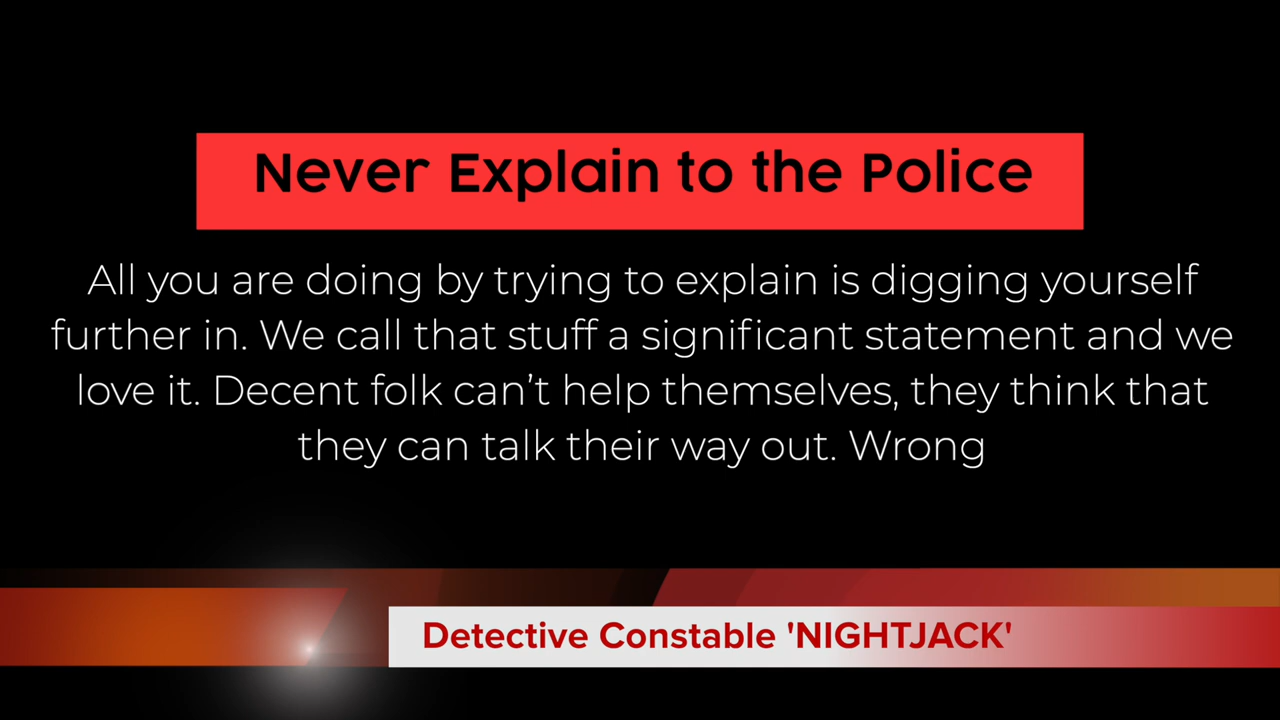 Never Explain to the Police
All you are doing by trying to explain is digging yourself
further in. We call that stuff a significant statement and we
love it. Decent folk can’t help themselves, they think that
they can talk their way out. Wrong
Detective Constable 'NIGHTJACK'